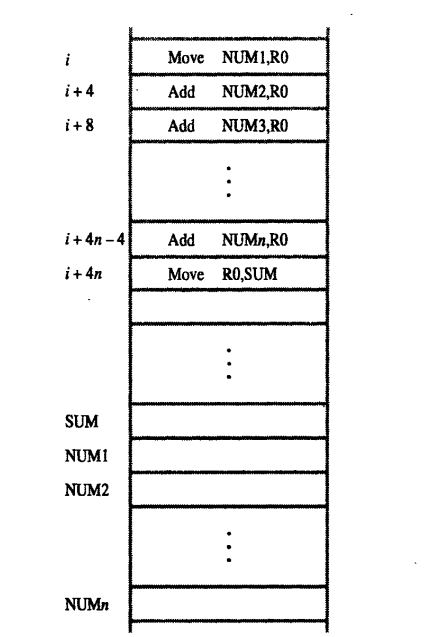 i Move NUM1,R0
i + 4 Add NUM2,R0
i + 8 Add NUM3,R0
i + 4n – 4 Add NUMn,R0
i + 4n Move R0,SUM
SUM
NUM1
NUM2
NUMn